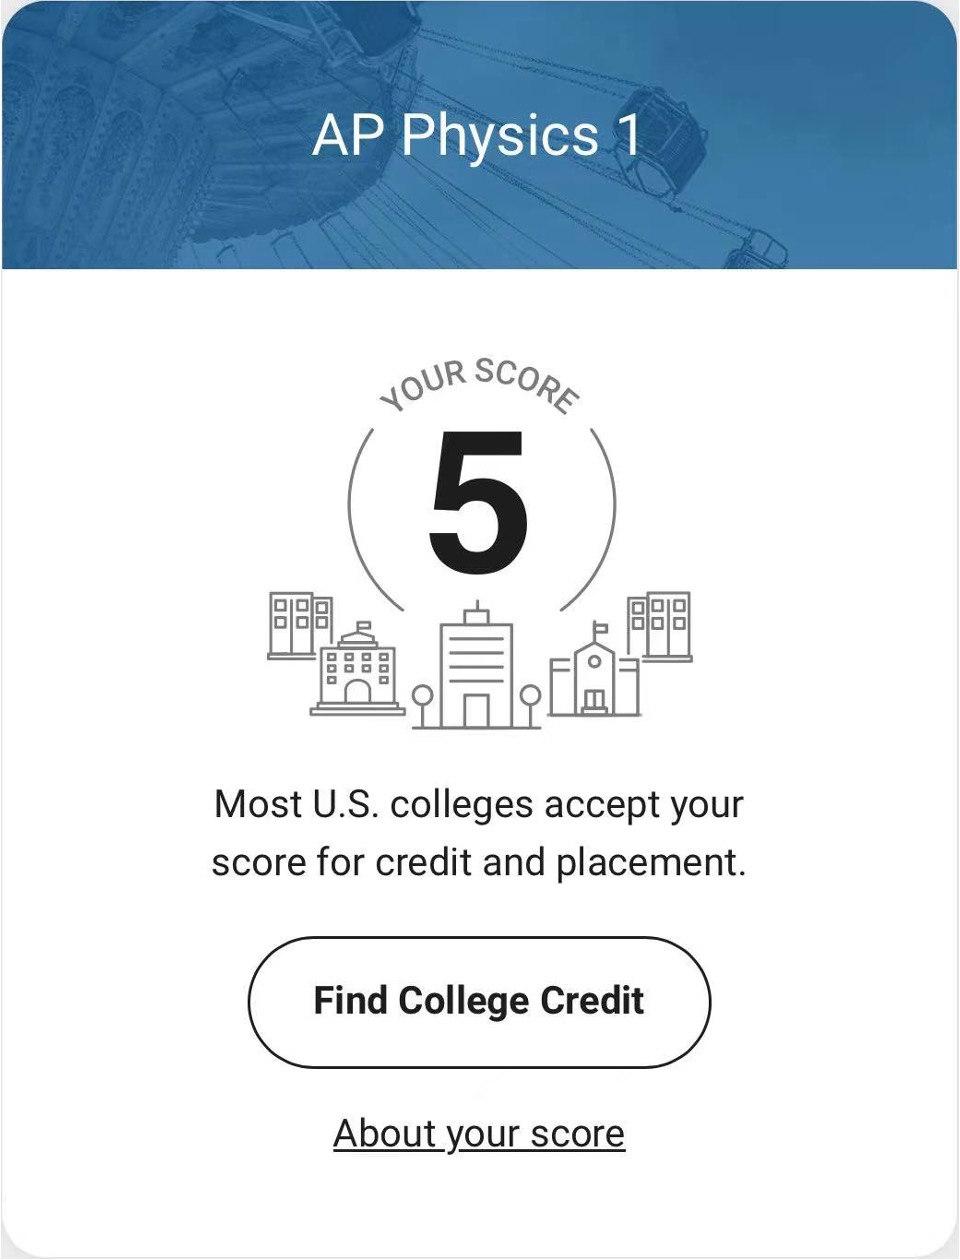 AP Physics 1
YOUR SCORE
5
Most U.S. colleges accept your
score for credit and placement.
Find College Credit
About your score